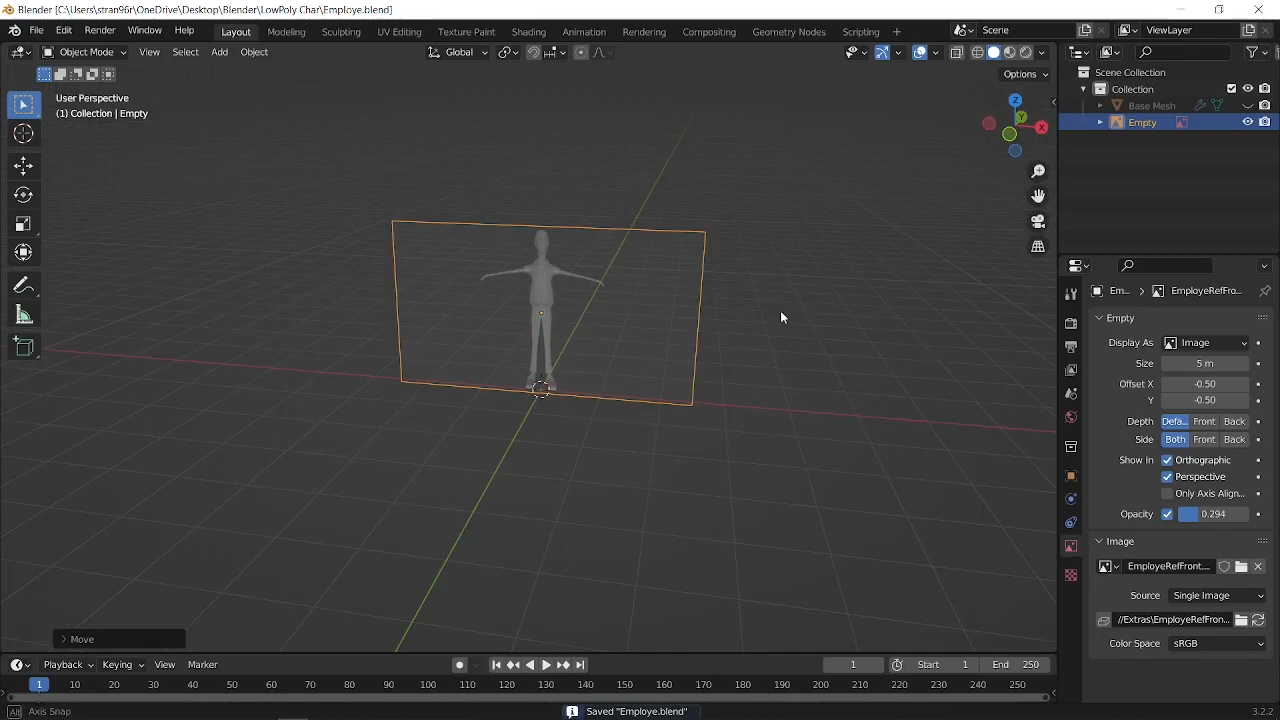 Blender [C:\Users\stran96r\OneDrive\Desktop\Blender\LowPoly Char\Employe.blend]
File Edit Render Window Help Layout Modeling Sculpting UV Editing Texture Paint Shading Animation Rendering Compositing Geometry Nodes Scripting + Scene ViewLayer
Object Mode View Select Add Object Global
Options
User Perspective
(1) Collection | Empty
Z
Y
X
Scene Collection
Collection
Base Mesh
Empty
Em... > EmployeRefFro...
Empty
Display As Image
Size 5 m
Offset X -0.50
Y -0.50
Depth Defa... Front Back
Side Both Front Back
Show In Orthographic
Perspective
Only Axis Align...
Opacity 0.294
Image
EmployeRefFront....
Source Single Image
//Extras\EmployeRefFron...
Color Space sRGB
> Move
Playback Keying View Marker 1 Start 1 End 250
1 10 20 30 40 50 60 70 80 90 100 110 120 130 140 150 160 170 180 190 200 210 220 230 240 250
Alt Axis Snap Saved "Employe.blend" 3.2.2